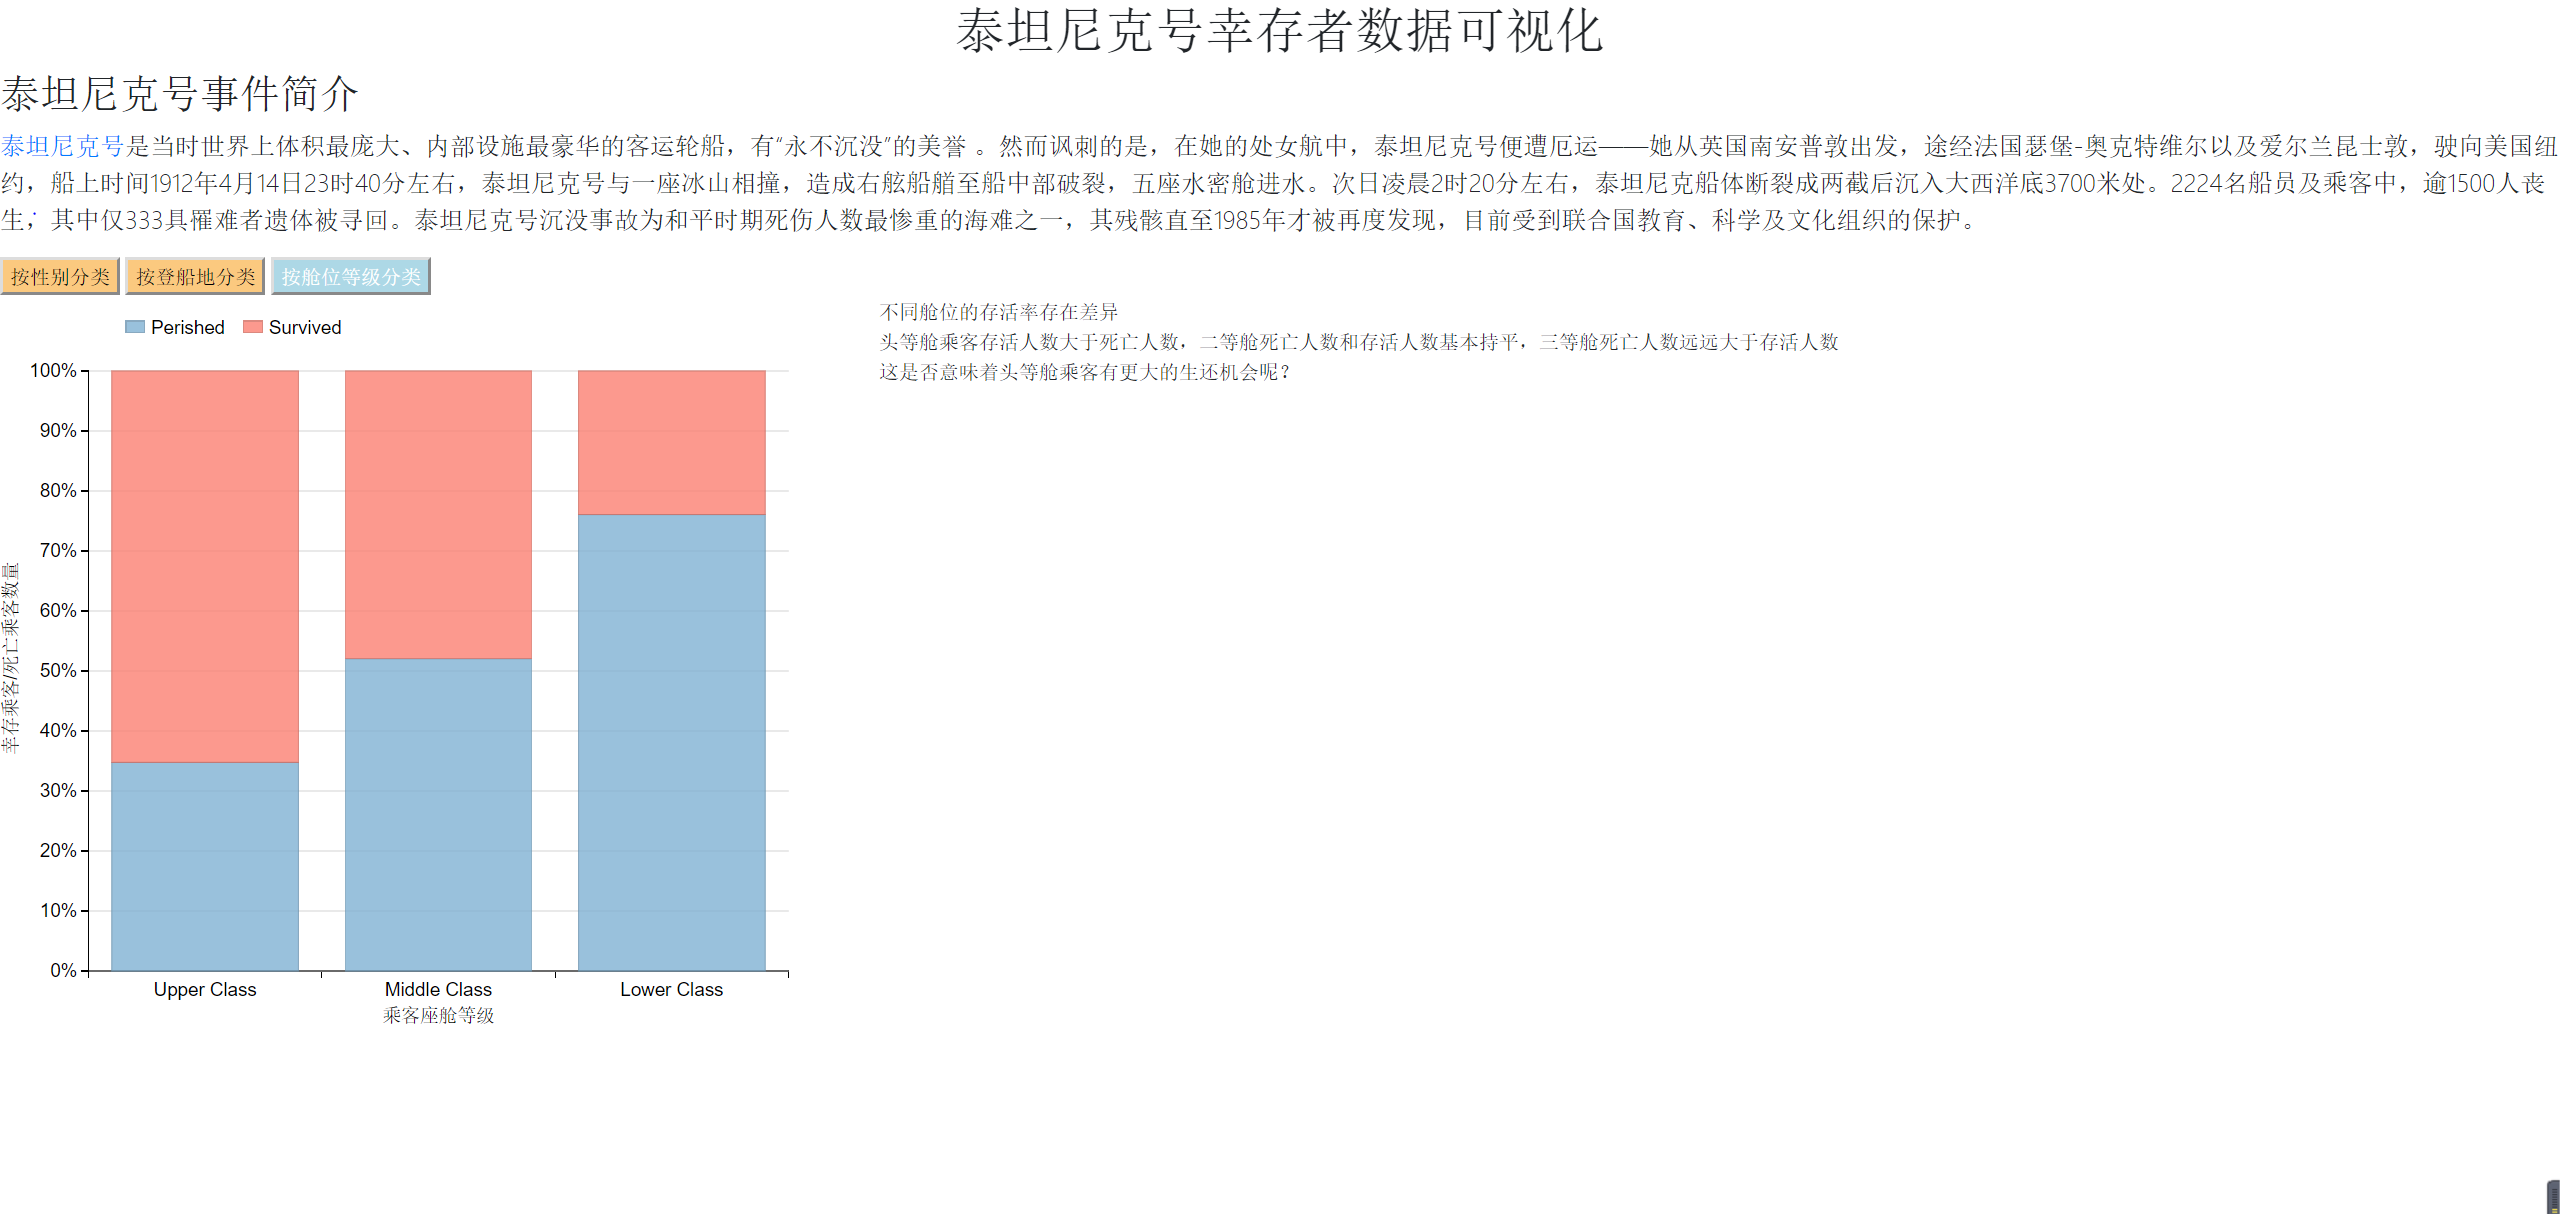 泰坦尼克号幸存者数据可视化
泰坦尼克号事件简介
泰坦尼克号是当时世界上体积最庞大、内部设施最豪华的客运轮船，有“永不沉没”的美誉 。然而讽刺的是，在她的处女航中，泰坦尼克号便遭厄运——她从英国南安普敦出发，途经法国瑟堡-奥克特维尔以及爱尔兰昆士敦，驶向美国纽
约，船上时间1912年4月14日23时40分左右，泰坦尼克号与一座冰山相撞，造成右舷船艏至船中部破裂，五座水密舱进水。次日凌晨2时20分左右，泰坦尼克船体断裂成两截后沉入大西洋底3700米处。2224名船员及乘客中，逾1500人丧
生；其中仅333具罹难者遗体被寻回。泰坦尼克号沉没事故为和平时期死伤人数最惨重的海难之一，其残骸直至1985年才被再度发现，目前受到联合国教育、科学及文化组织的保护。
按性别分类 按登船地分类 按舱位等级分类
Perished Survived
不同舱位的存活率存在差异
头等舱乘客存活人数大于死亡人数，二等舱死亡人数和存活人数基本持平，三等舱死亡人数远远大于存活人数
这是否意味着头等舱乘客有更大的生还机会呢？
100%
90%
80%
70%
60%
50%
40%
30%
20%
10%
0%
幸存乘客/死亡乘客数量
Upper Class Middle Class Lower Class
乘客座舱等级